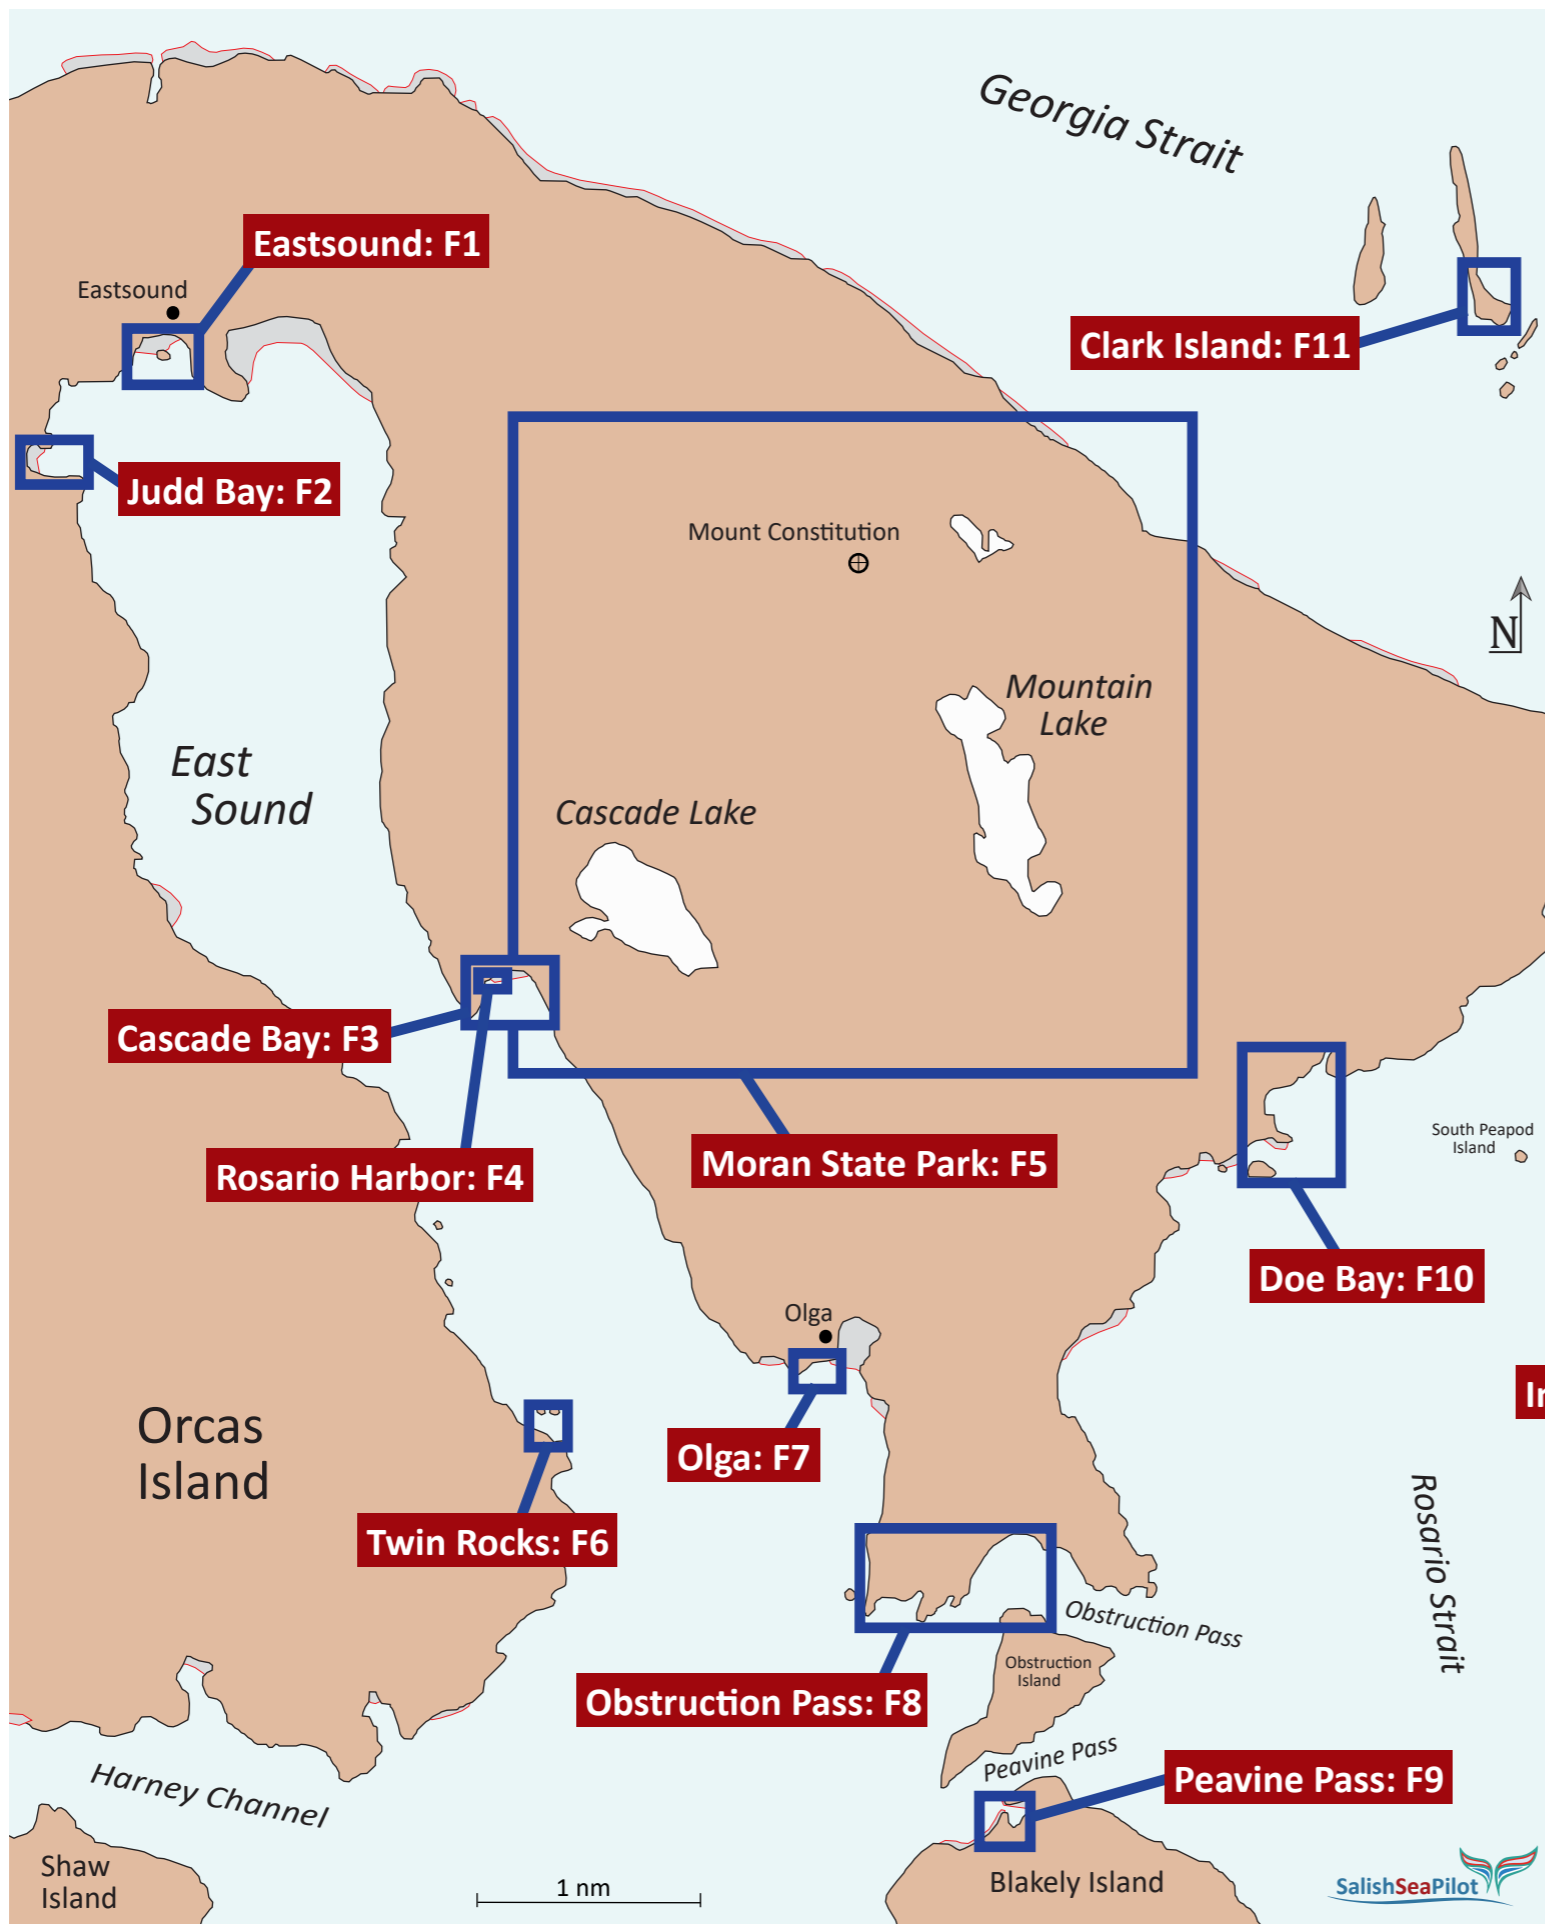 Georgia Strait
Eastsound: F1
Eastsound
Clark Island: F11
Judd Bay: F2
Mount Constitution
N
Mountain
Lake
East
Sound
Cascade Lake
Cascade Bay: F3
South Peapod
Island
Rosario Harbor: F4
Moran State Park: F5
Doe Bay: F10
Olga
Orcas
Island
Olga: F7
Rosario Strait
Twin Rocks: F6
Obstruction Pass
Obstruction
Island
Obstruction Pass: F8
Peavine Pass
Peavine Pass: F9
Harney Channel
Shaw
Island
1 nm
Blakely Island
SalishSeaPilot